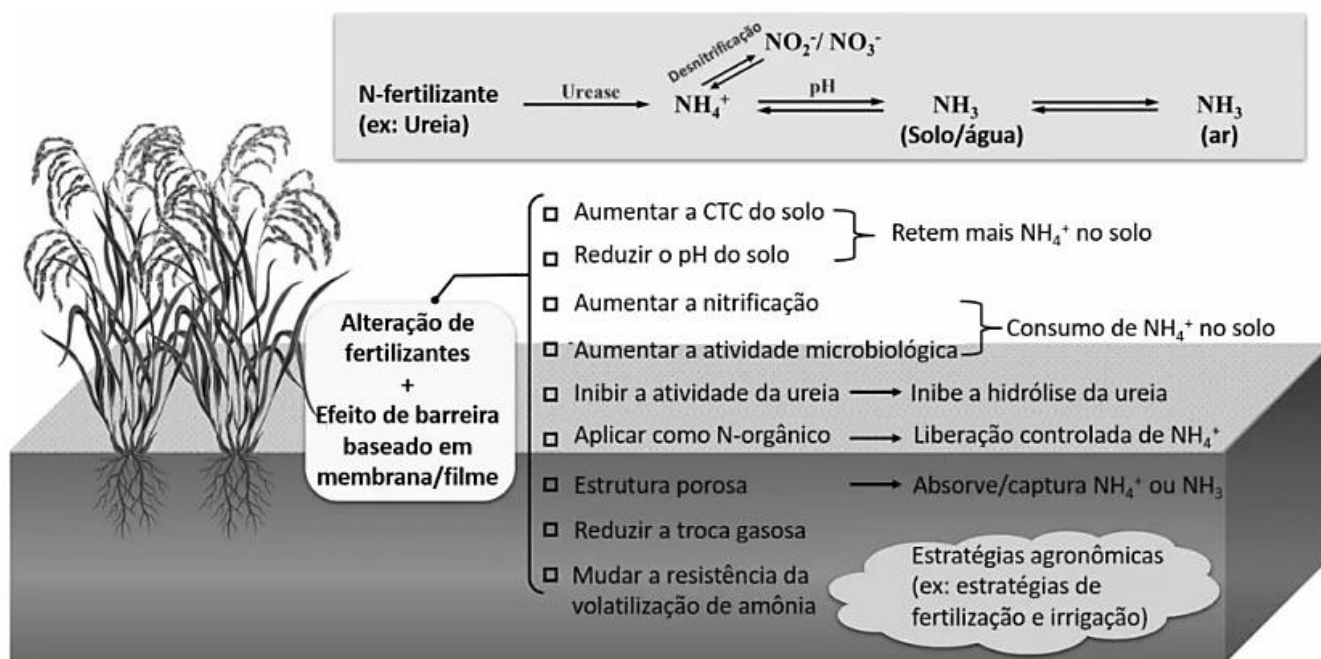 Desnitrificação
NO₂⁻/ NO₃⁻
N-fertilizante
(ex: Ureia)
Urease
NH₄⁺
pH
NH₃
(Solo/água)
NH₃
(ar)
Alteração de
fertilizantes
+
Efeito de barreira
baseado em
membrana/filme
Aumentar a CTC do solo
Reduzir o pH do solo
Retem mais NH₄⁺ no solo
Aumentar a nitrificação
Aumentar a atividade microbiológica
Consumo de NH₄⁺ no solo
Inibir a atividade da ureia
Inibe a hidrólise da ureia
Aplicar como N-orgânico
Liberação controlada de NH₄⁺
Estrutura porosa
Absorve/captura NH₄⁺ ou NH₃
Reduzir a troca gasosa
Mudar a resistência da
volatilização de amônia
Estratégias agronômicas
(ex: estratégias de
fertilização e irrigação)